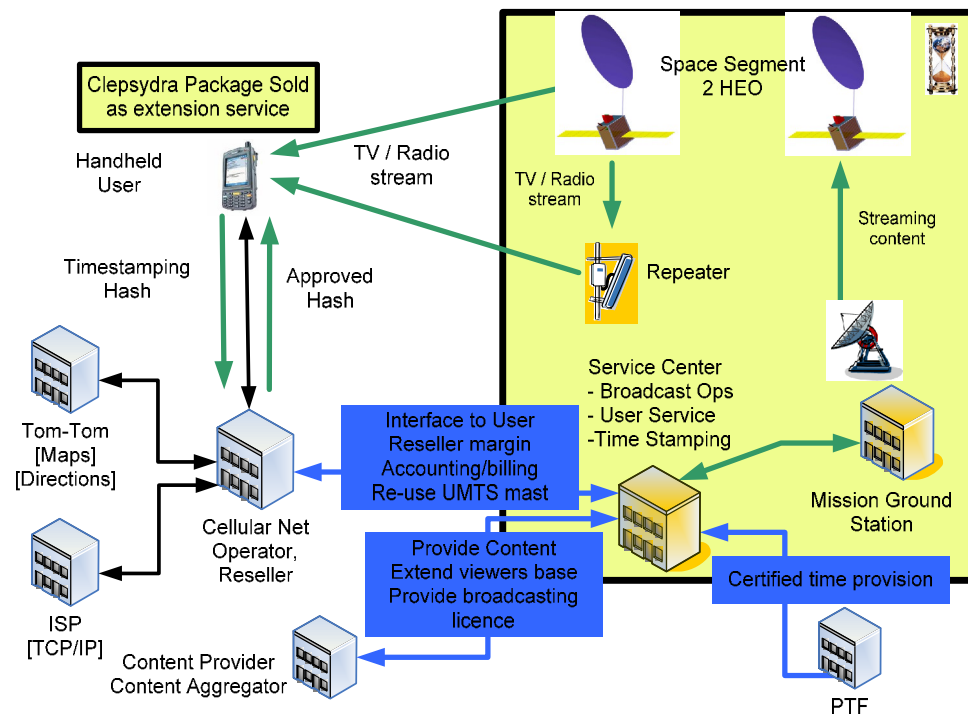 Clepsydra Package Sold
as extension service
Space Segment
2 HEO
Handheld
User
TV / Radio
stream
TV / Radio
stream
Streaming
content
Repeater
Timestamping
Hash
Approved
Hash
Service Center
- Broadcast Ops
- User Service
-Time Stamping
Tom-Tom
[Maps]
[Directions]
Interface to User
Reseller margin
Accounting/billing
Re-use UMTS mast
Mission Ground
Station
Cellular Net
Operator,
Reseller
Provide Content
Extend viewers base
Provide broadcasting
licence
Certified time provision
ISP
[TCP/IP]
Content Provider
Content Aggregator
PTF